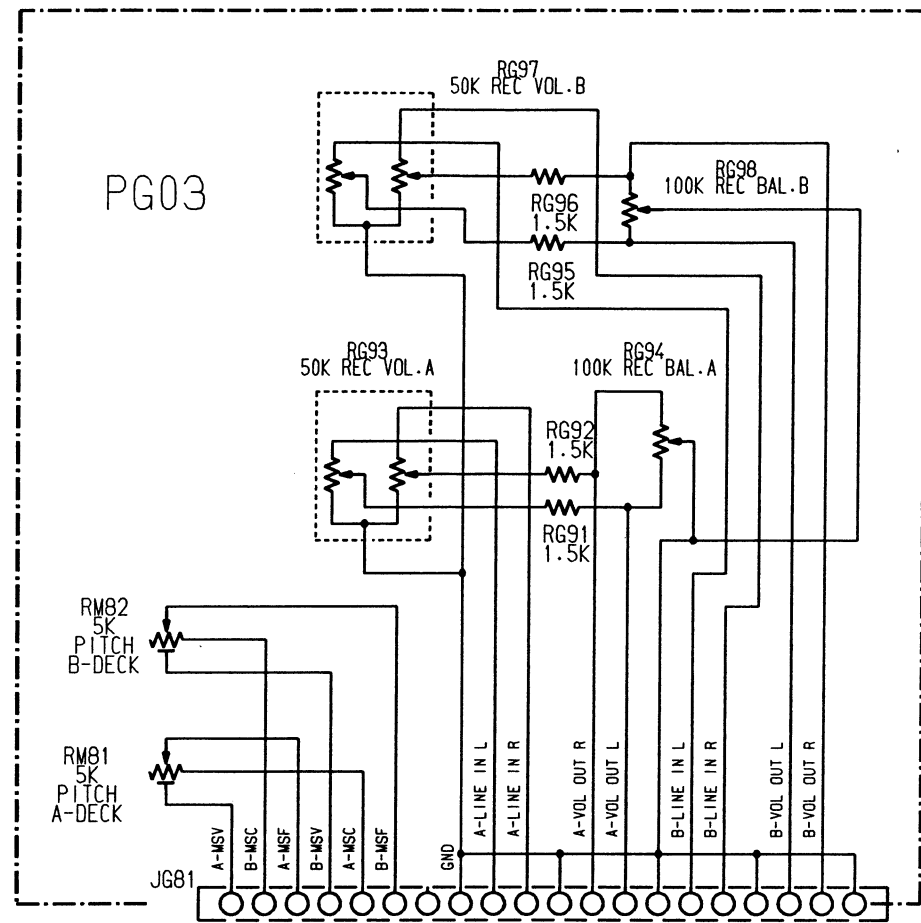 RG97
50K REC VOL.B
PG03
RG98
100K REC BAL.B
RG96
1.5K
RG95
1.5K
RG93
50K REC VOL.A
RG94
100K REC BAL.A
RG92
1.5K
RG91
1.5K
RM82
5K
PITCH
B-DECK
RM81
5K
PITCH
A-DECK
A-MSV
B-MSC
A-MSF
B-MSV
A-MSC
B-MSF
GND
A-LINE IN L
A-LINE IN R
A-VOL OUT R
A-VOL OUT L
B-LINE IN L
B-LINE IN R
B-VOL OUT L
B-VOL OUT R
JG81